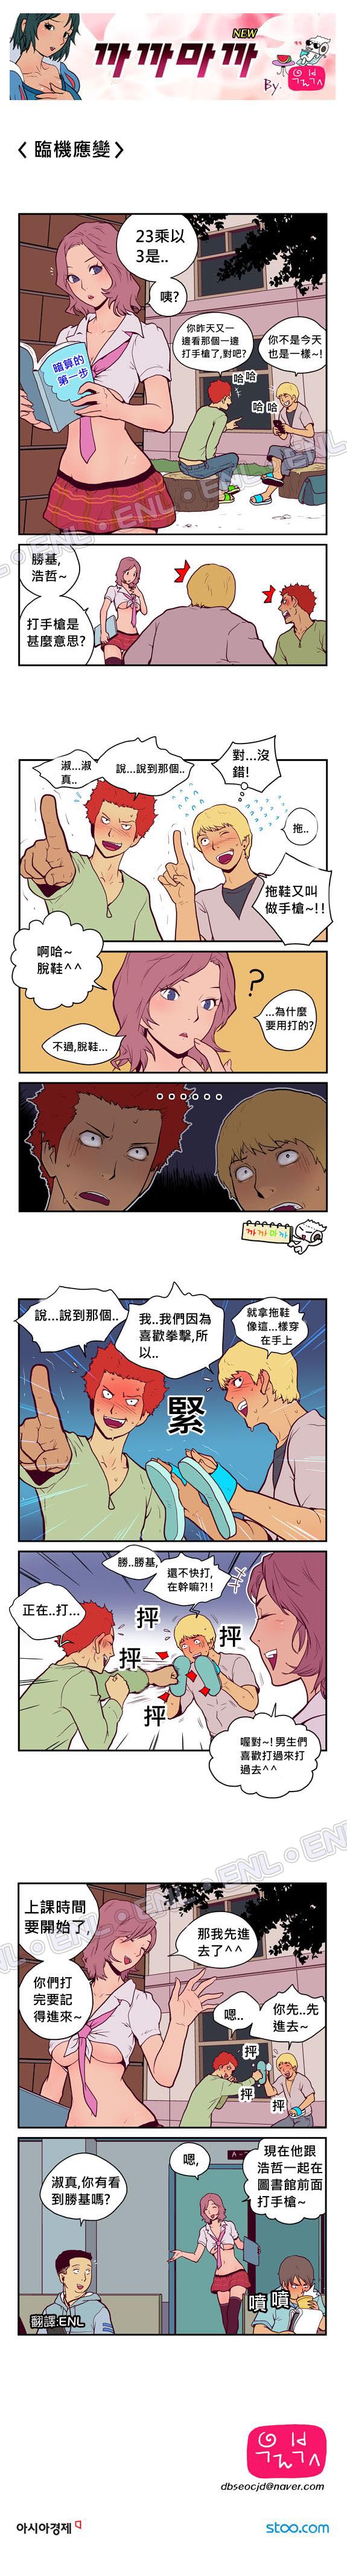 NEW
까까마까
By.
〈 臨機應變 〉
23乘以
3是..
咦?
你昨天又一
邊看那個一邊
打手槍了,對吧?
你不是今天
也是一樣~!
哈哈
哈哈
暗算的
第一步
勝基,
浩哲~
打手槍是
甚麼意思?
淑...淑
真..
說...說到那個..
對...沒
錯!
拖..
拖鞋又叫
做手槍~!!
啊哈~
脫鞋^^
不過,脫鞋...
?
...為什麼
要用打的?
......
까까마까
說...說到那個..
我..我們因為
喜歡拳擊,所
以..
就拿拖鞋
像這...樣穿
在手上
緊
勝..勝基,
還不快打,
在幹嘛?!!
正在..打...
抨
抨
抨
抨
喔對~!男生們
喜歡打過來打
過去^^
上課時間
要開始了,
那我先進
去了^^
你們打
完要記
得進來~
嗯..
你先..先
進去~
抨
抨
抨
淑真,你有看
到勝基嗎?
嗯,
現在他跟
浩哲一起在
圖書館前面
打手槍~
噴 噴
翻譯:ENL
dbseocjd@naver.com
아시아경제
stoo.com
ENL ENL ENL ENL
ENL ENL ENL ENL